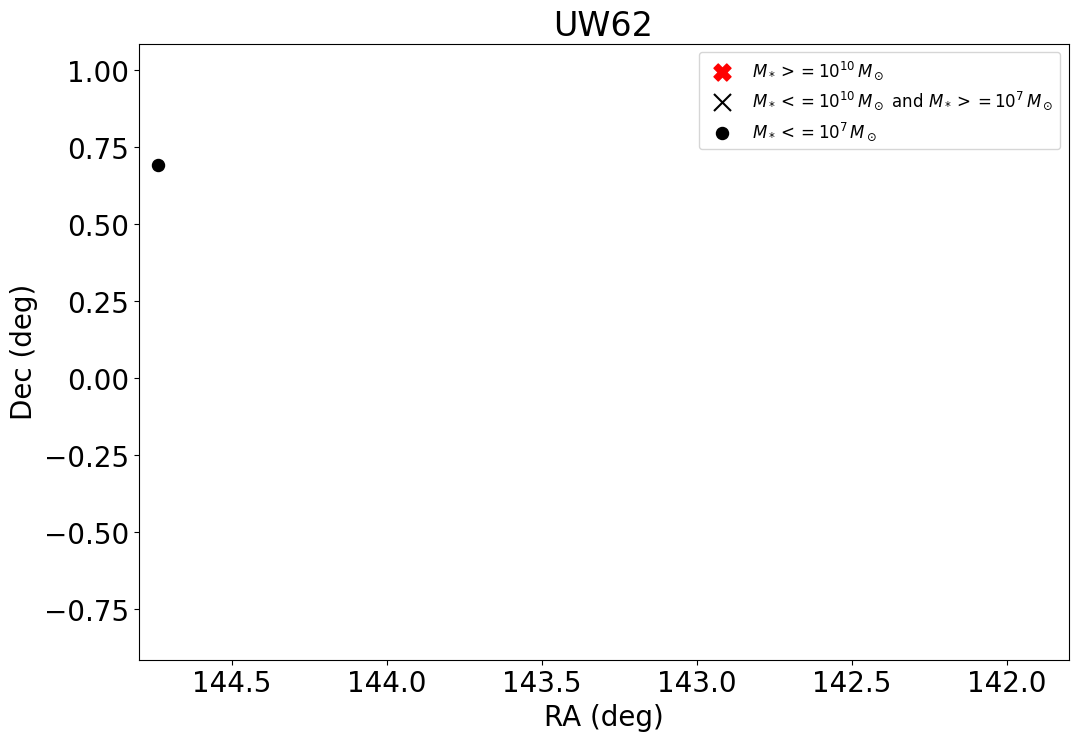 UW62
M* >= 10^10 M⊙
M* <= 10^10 M⊙ and M* >= 10^7 M⊙
M* <= 10^7 M⊙
1.00
0.75
0.50
0.25
0.00
−0.25
−0.50
−0.75
Dec (deg)
144.5 144.0 143.5 143.0 142.5 142.0
RA (deg)